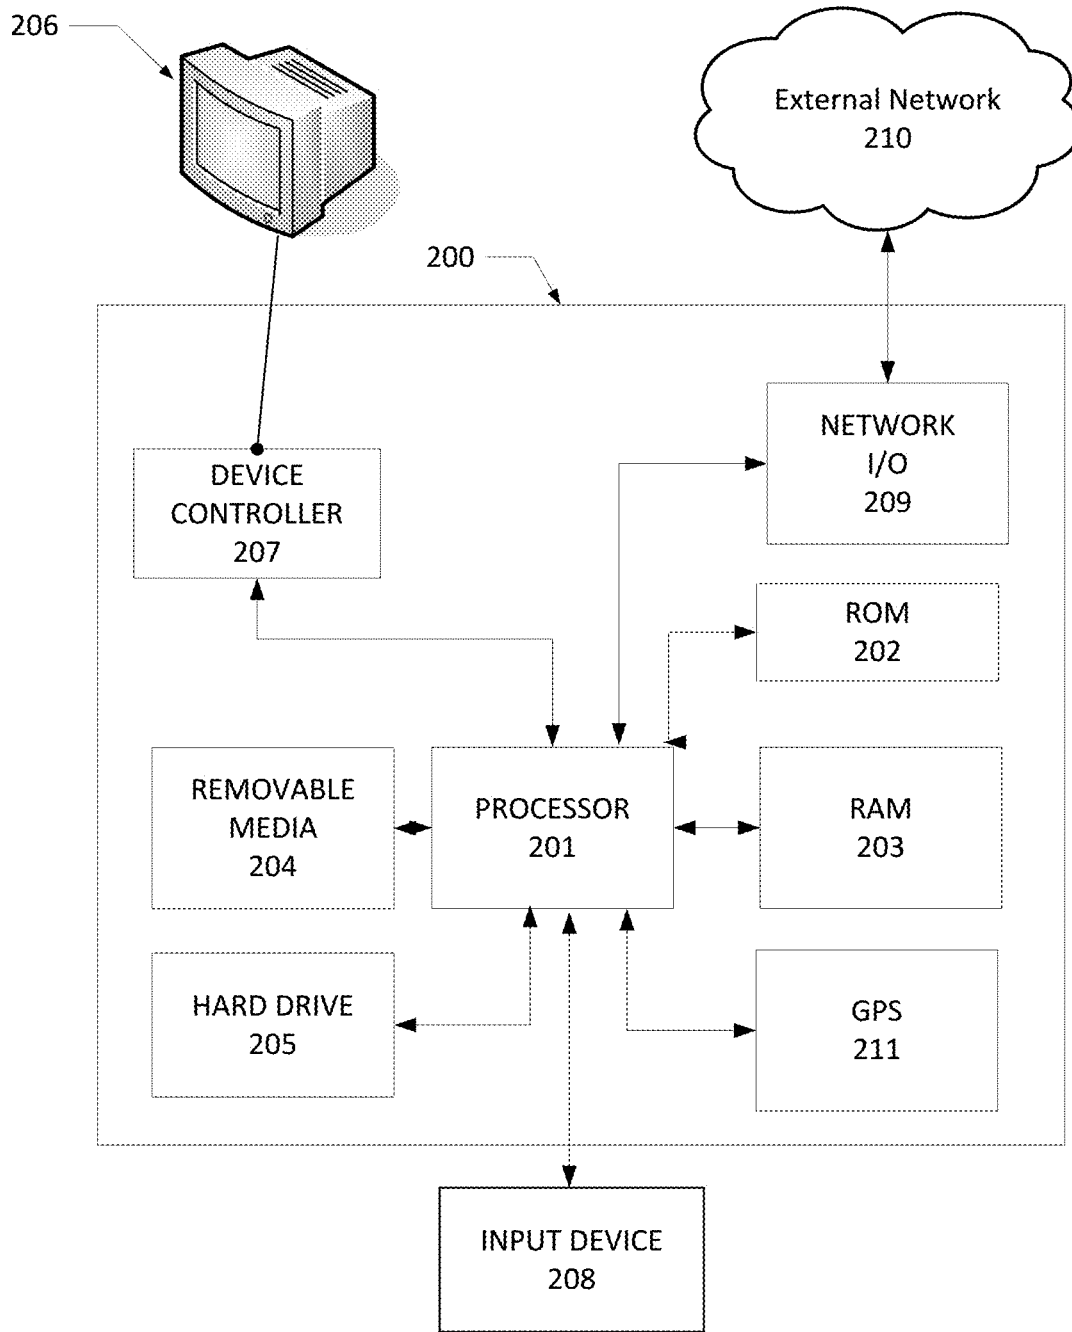 206
External Network
210
200
NETWORK
I/O
209
DEVICE
CONTROLLER
207
ROM
202
REMOVABLE
MEDIA
204
PROCESSOR
201
RAM
203
HARD DRIVE
205
GPS
211
INPUT DEVICE
208